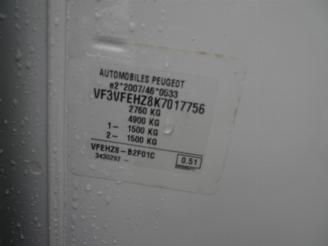 AUTOMOBILES PEUGEOT
e2*2007/46*0533
VF3VFEHZ8K7017756
2760 KG
4900 KG
1- 1500 KG
2- 1500 KG
VFEHZ8-B2F01C
3430292 - 0.51